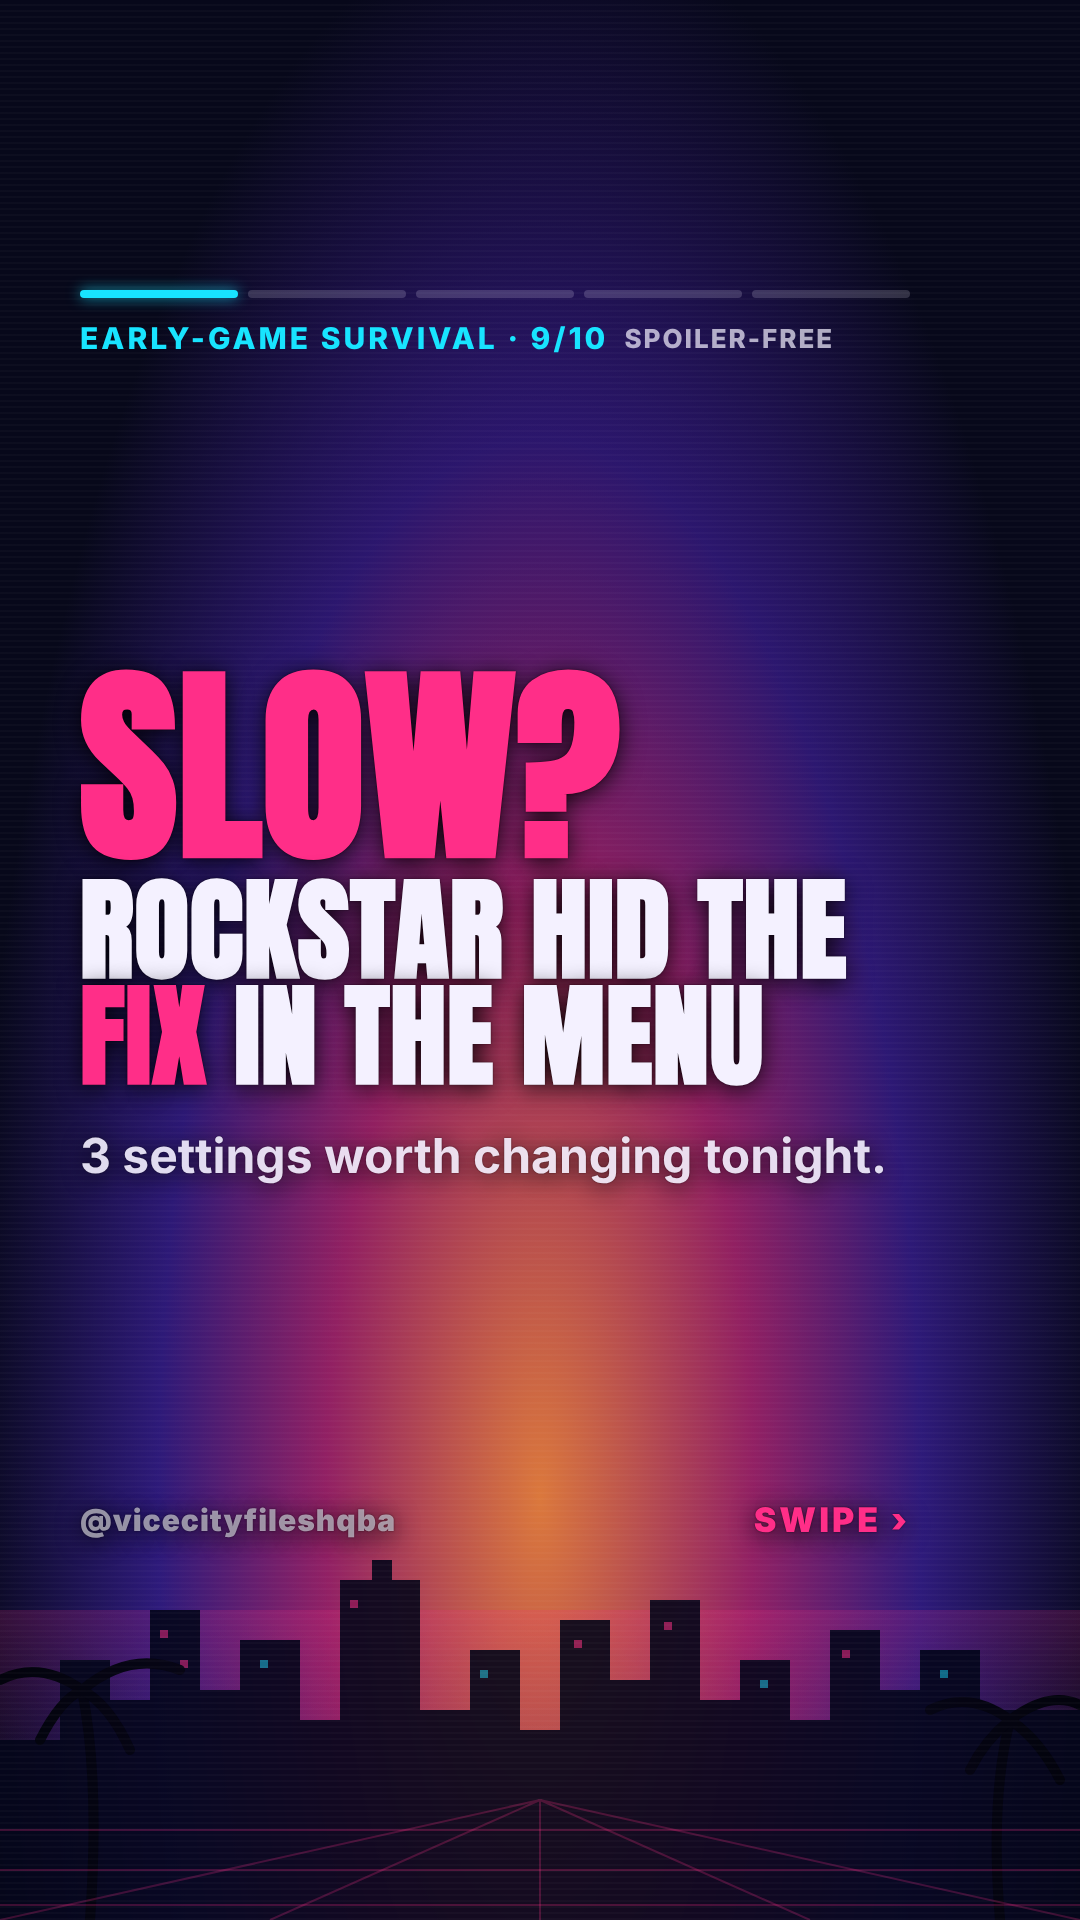 EARLY-GAME SURVIVAL · 9/10 SPOILER-FREE
SLOW?
ROCKSTAR HID THE
FIX IN THE MENU
3 settings worth changing tonight.
@vicecityfileshqba
SWIPE ›